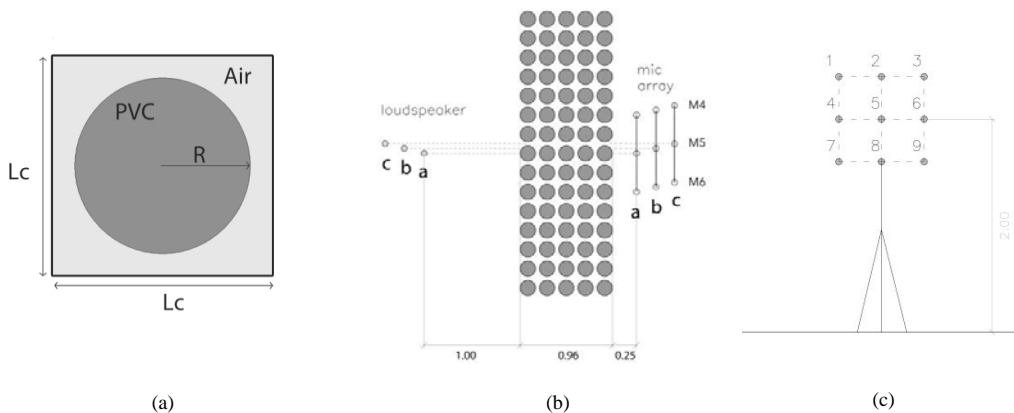 Air
PVC
R
Lc
Lc
(a)
loudspeaker
c b a
mic
array
M4
M5
M6
a b c
1.00 0.96 0.25
(b)
1 2 3
4 5 6
7 8 9
2.00
(c)